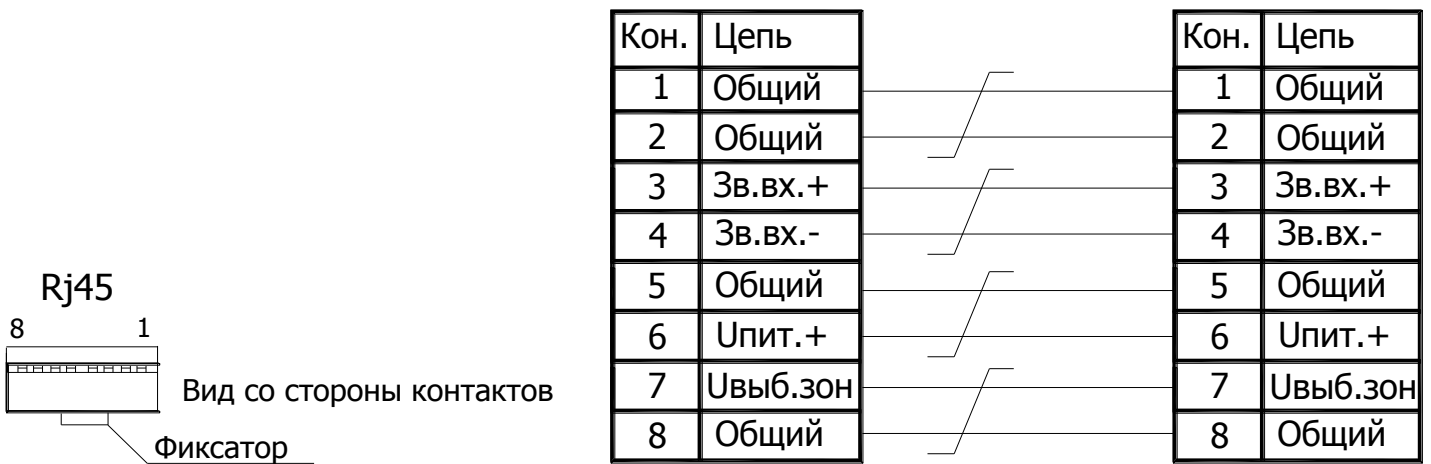 Кон. Цепь Кон. Цепь
1 Общий 1 Общий
2 Общий 2 Общий
3 Зв.вх.+ 3 Зв.вх.+
4 Зв.вх.- 4 Зв.вх.-
5 Общий 5 Общий
6 Uпит.+ 6 Uпит.+
7 Uвыб.зон 7 Uвыб.зон
8 Общий 8 Общий
Rj45
8 1
Вид со стороны контактов
Фиксатор